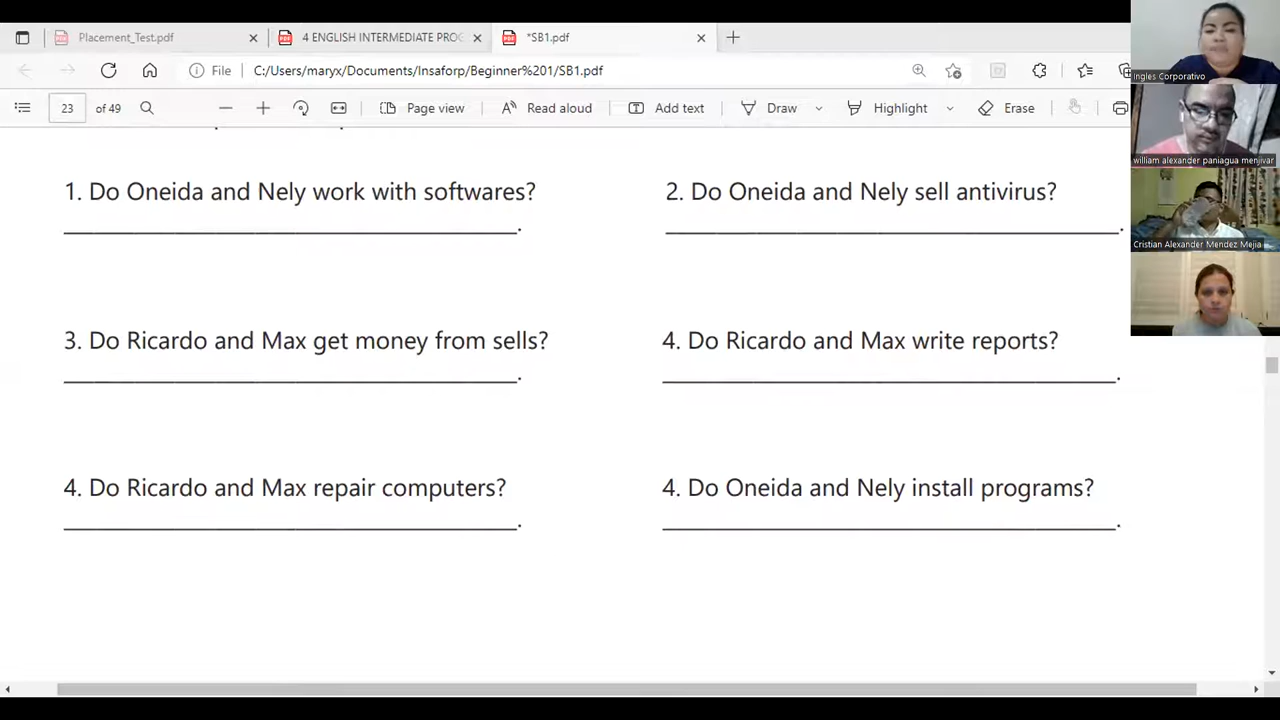 Placement_Test.pdf
4 ENGLISH INTERMEDIATE PROG
*SB1.pdf
File
C:/Users/maryx/Documents/Insaforp/Beginner%201/SB1.pdf
23 of 49
Page view
Read aloud
Add text
Draw
Highlight
Erase
Ingles Corporativo
william alexander paniagua menjivar
Cristian Alexander Mendez Mejia
1. Do Oneida and Nely work with softwares?
2. Do Oneida and Nely sell antivirus?
3. Do Ricardo and Max get money from sells?
4. Do Ricardo and Max write reports?
4. Do Ricardo and Max repair computers?
4. Do Oneida and Nely install programs?